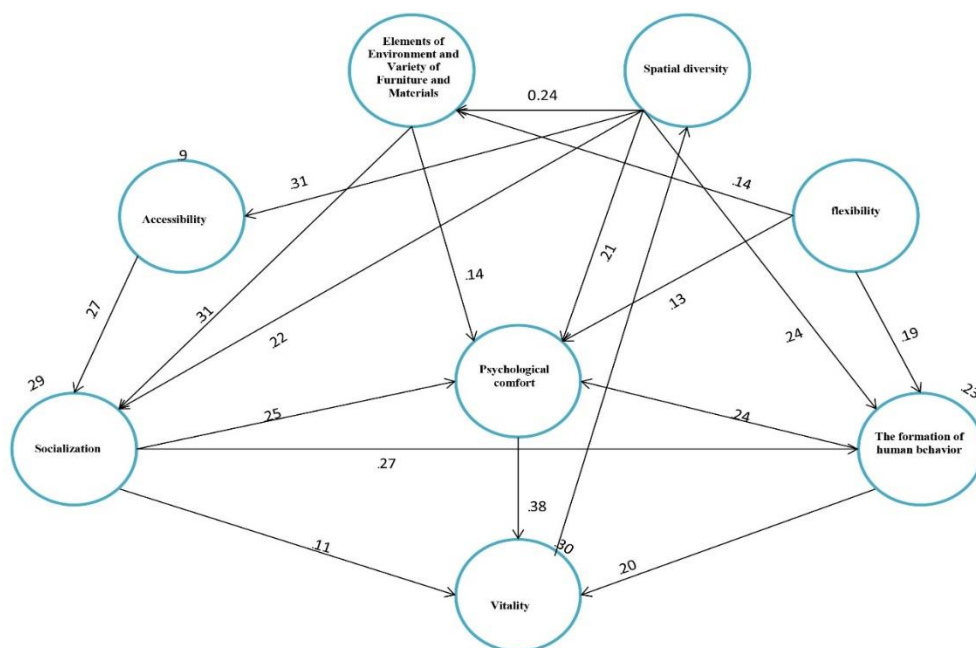 Elements of
Environment and
Variety of
Furniture and
Materials
Spatial diversity
0.24
9
.31
.14
Accessibility
flexibility
.21
.14
.27
.31
.13
.22
.24
.19
29
Psychological
comfort
.23
.25
.24
Socialization
The formation of
human behavior
.27
.38
.11
.30
.20
Vitality